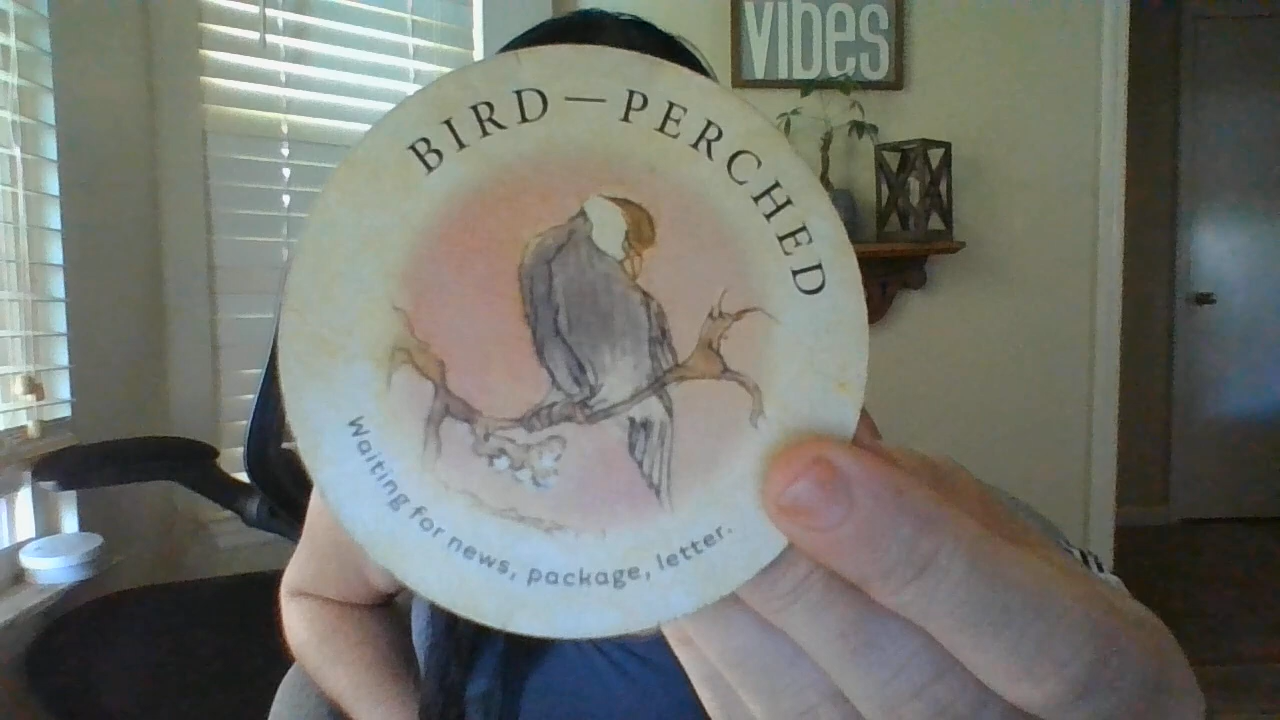 vibes
BIRD—PERCHED
Waiting for news, package, letter.